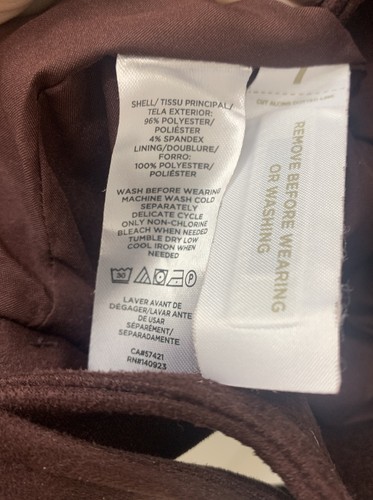 SHELL/ TISSU PRINCIPAL/
TELA EXTERIOR:
96% POLYESTER/
POLIÉSTER
4% SPANDEX
LINING/DOUBLURE/
FORRO:
100% POLYESTER/
POLIÉSTER
WASH BEFORE WEARING
MACHINE WASH COLD
SEPARATELY
DELICATE CYCLE
ONLY NON-CHLORINE
BLEACH WHEN NEEDED
TUMBLE DRY LOW
COOL IRON WHEN
NEEDED
30
P
LAVER AVANT DE
DÉGAGER/LAVAR ANTE
DE USAR
SÉPARÉMENT/
SEPARADAMENTE
CA#57421
RN#140923
REMOVE BEFORE WEARING
OR WASHING